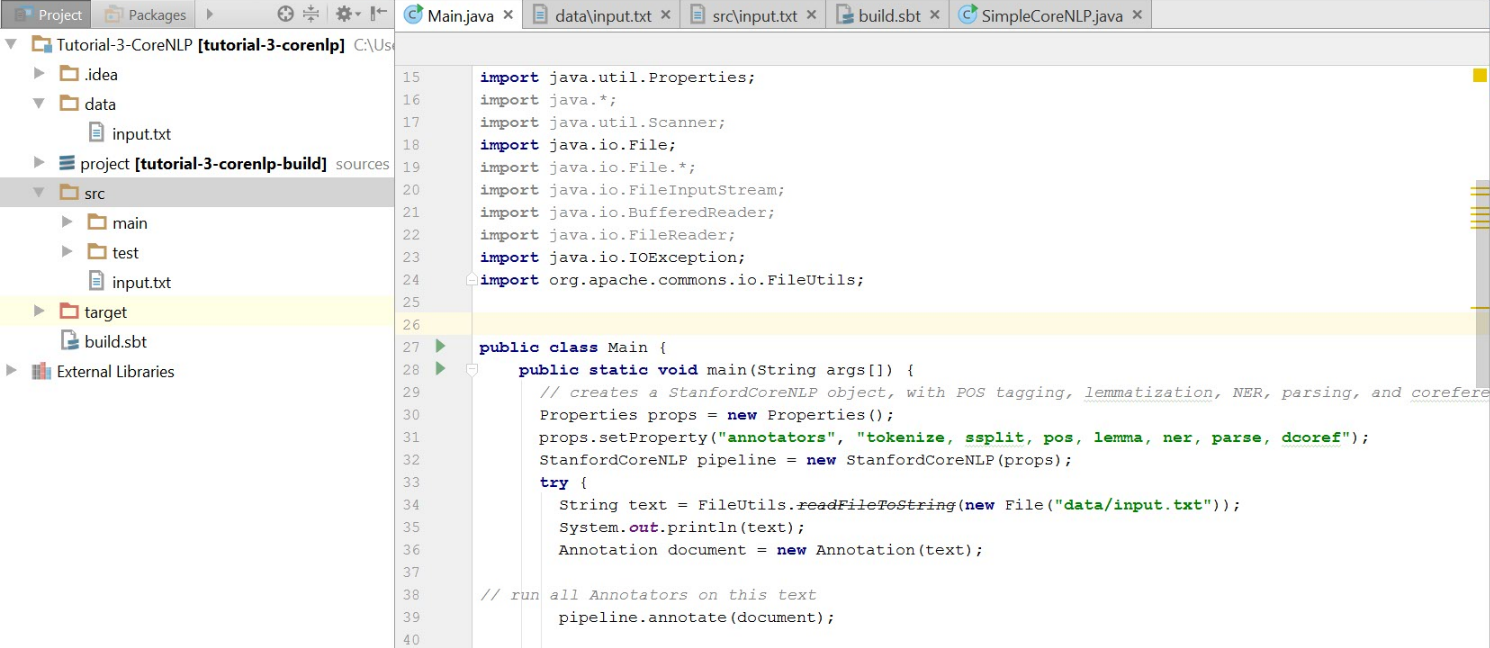 Project Packages
Main.java data\input.txt src\input.txt build.sbt SimpleCoreNLP.java
Tutorial-3-CoreNLP [tutorial-3-corenlp] C:\Use
.idea
data
input.txt
project [tutorial-3-corenlp-build] sources
src
main
test
input.txt
target
build.sbt
External Libraries
15 import java.util.Properties;
16 import java.*;
17 import java.util.Scanner;
18 import java.io.File;
19 import java.io.File.*;
20 import java.io.FileInputStream;
21 import java.io.BufferedReader;
22 import java.io.FileReader;
23 import java.io.IOException;
24 import org.apache.commons.io.FileUtils;
25
26
27 public class Main {
28 public static void main(String args[]) {
29 // creates a StanfordCoreNLP object, with POS tagging, lemmatization, NER, parsing, and corefere
30 Properties props = new Properties();
31 props.setProperty("annotators", "tokenize, ssplit, pos, lemma, ner, parse, dcoref");
32 StanfordCoreNLP pipeline = new StanfordCoreNLP(props);
33 try {
34 String text = FileUtils.readFileToString(new File("data/input.txt"));
35 System.out.println(text);
36 Annotation document = new Annotation(text);
37
38 // run all Annotators on this text
39 pipeline.annotate(document);
40